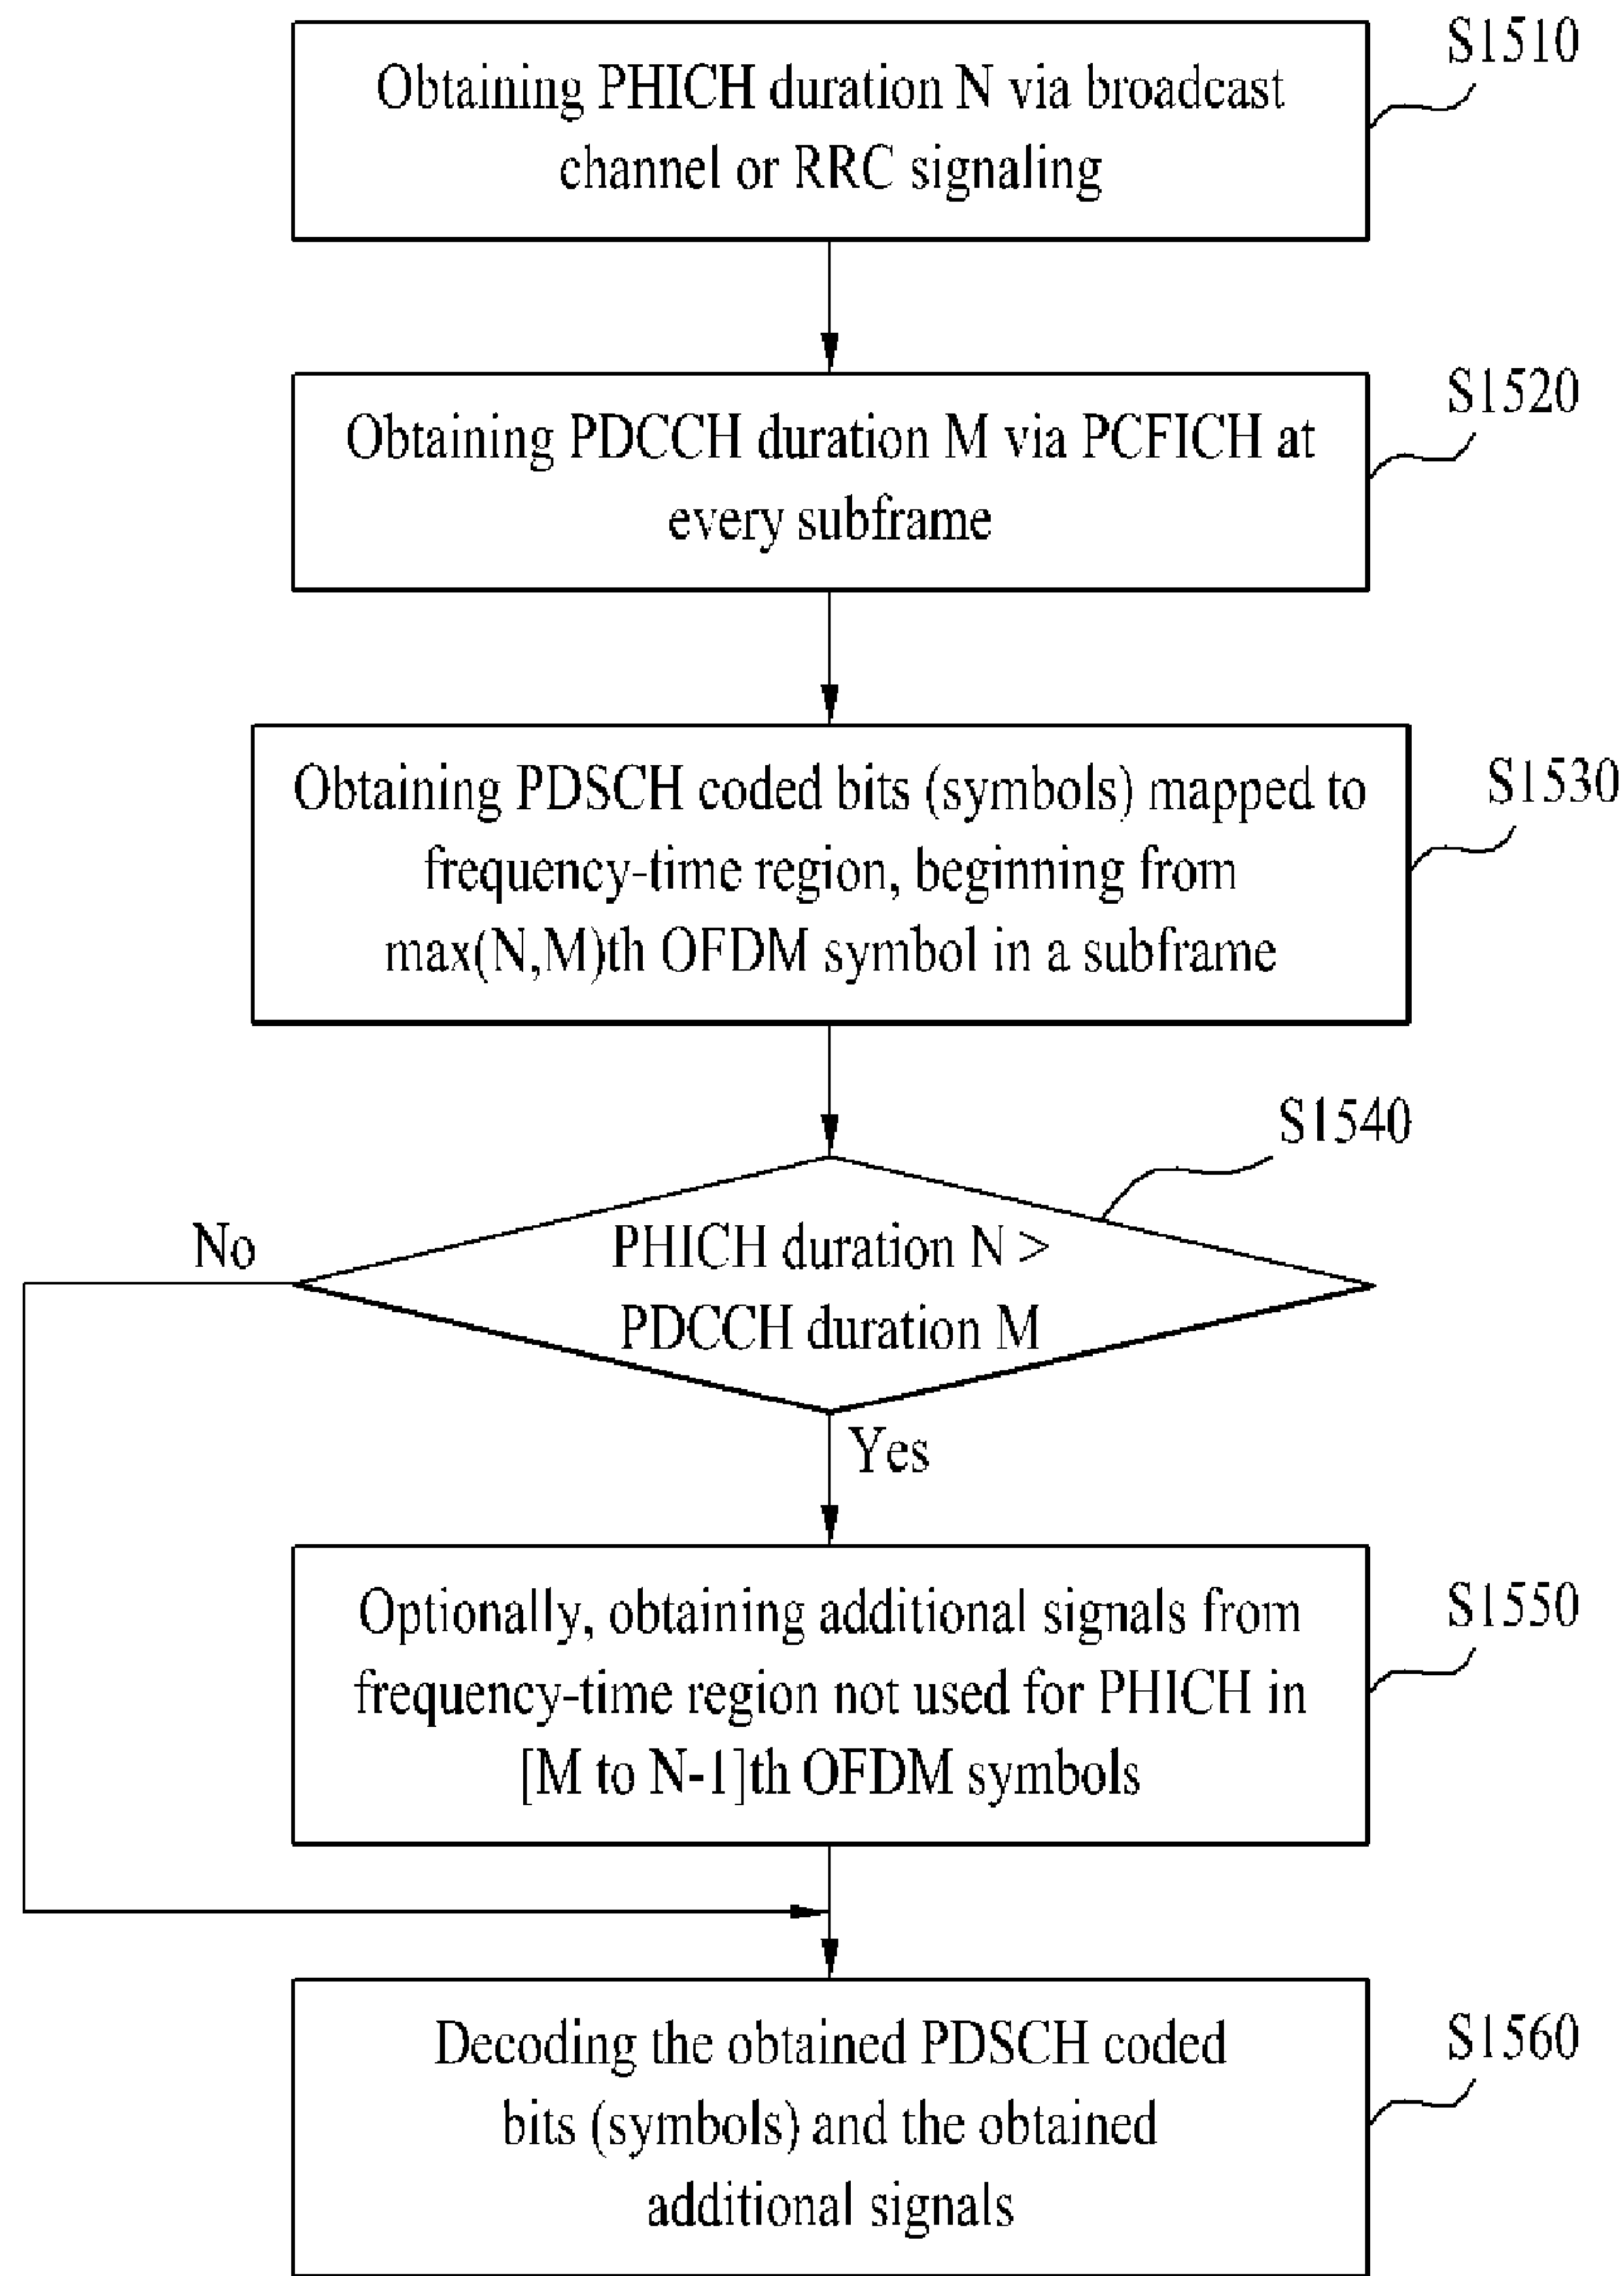 S1510
Obtaining PHICH duration N via broadcast
channel or RRC signaling
S1520
Obtaining PDCCH duration M via PCFICH at
every subframe
S1530
Obtaining PDSCH coded bits (symbols) mapped to
frequency-time region, beginning from
max(N,M)th OFDM symbol in a subframe
S1540
No
PHICH duration N >
PDCCH duration M
Yes
S1550
Optionally, obtaining additional signals from
frequency-time region not used for PHICH in
[M to N-1]th OFDM symbols
S1560
Decoding the obtained PDSCH coded
bits (symbols) and the obtained
additional signals